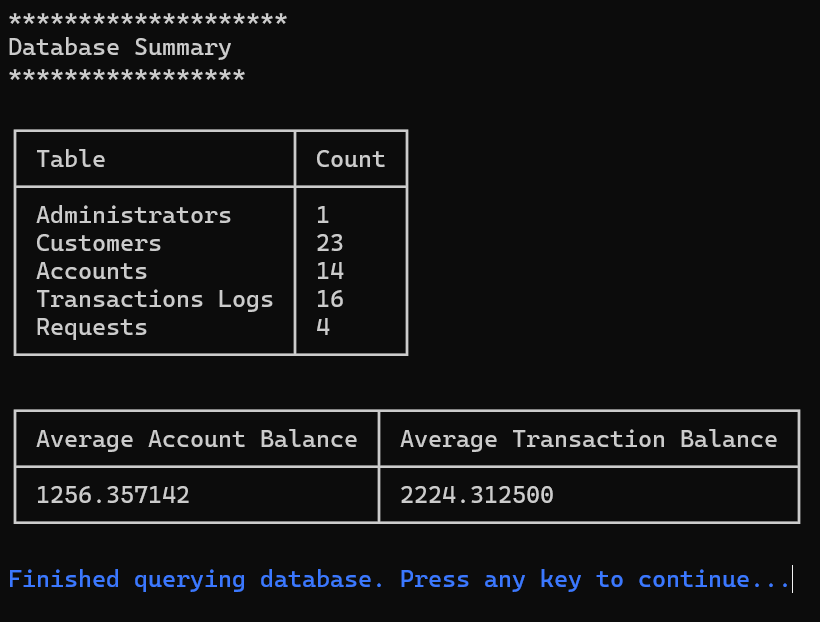 ********************
Database Summary
*****************
Table Count
Administrators 1
Customers 23
Accounts 14
Transactions Logs 16
Requests 4
Average Account Balance Average Transaction Balance
1256.357142 2224.312500
Finished querying database. Press any key to continue...